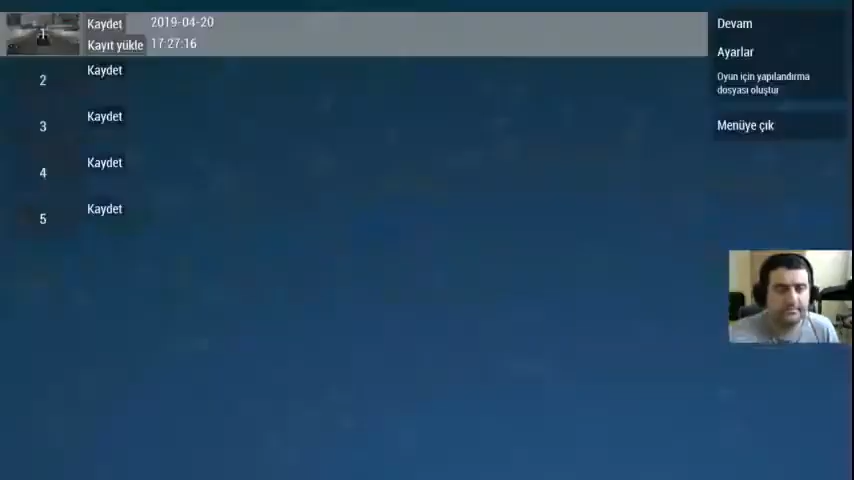 1
Kaydet 2019-04-20
Kayıt yükle 17:27:16
2 Kaydet
3 Kaydet
4 Kaydet
5 Kaydet
Devam
Ayarlar
Oyun için yapılandırma
dosyası oluştur
Menüye çık